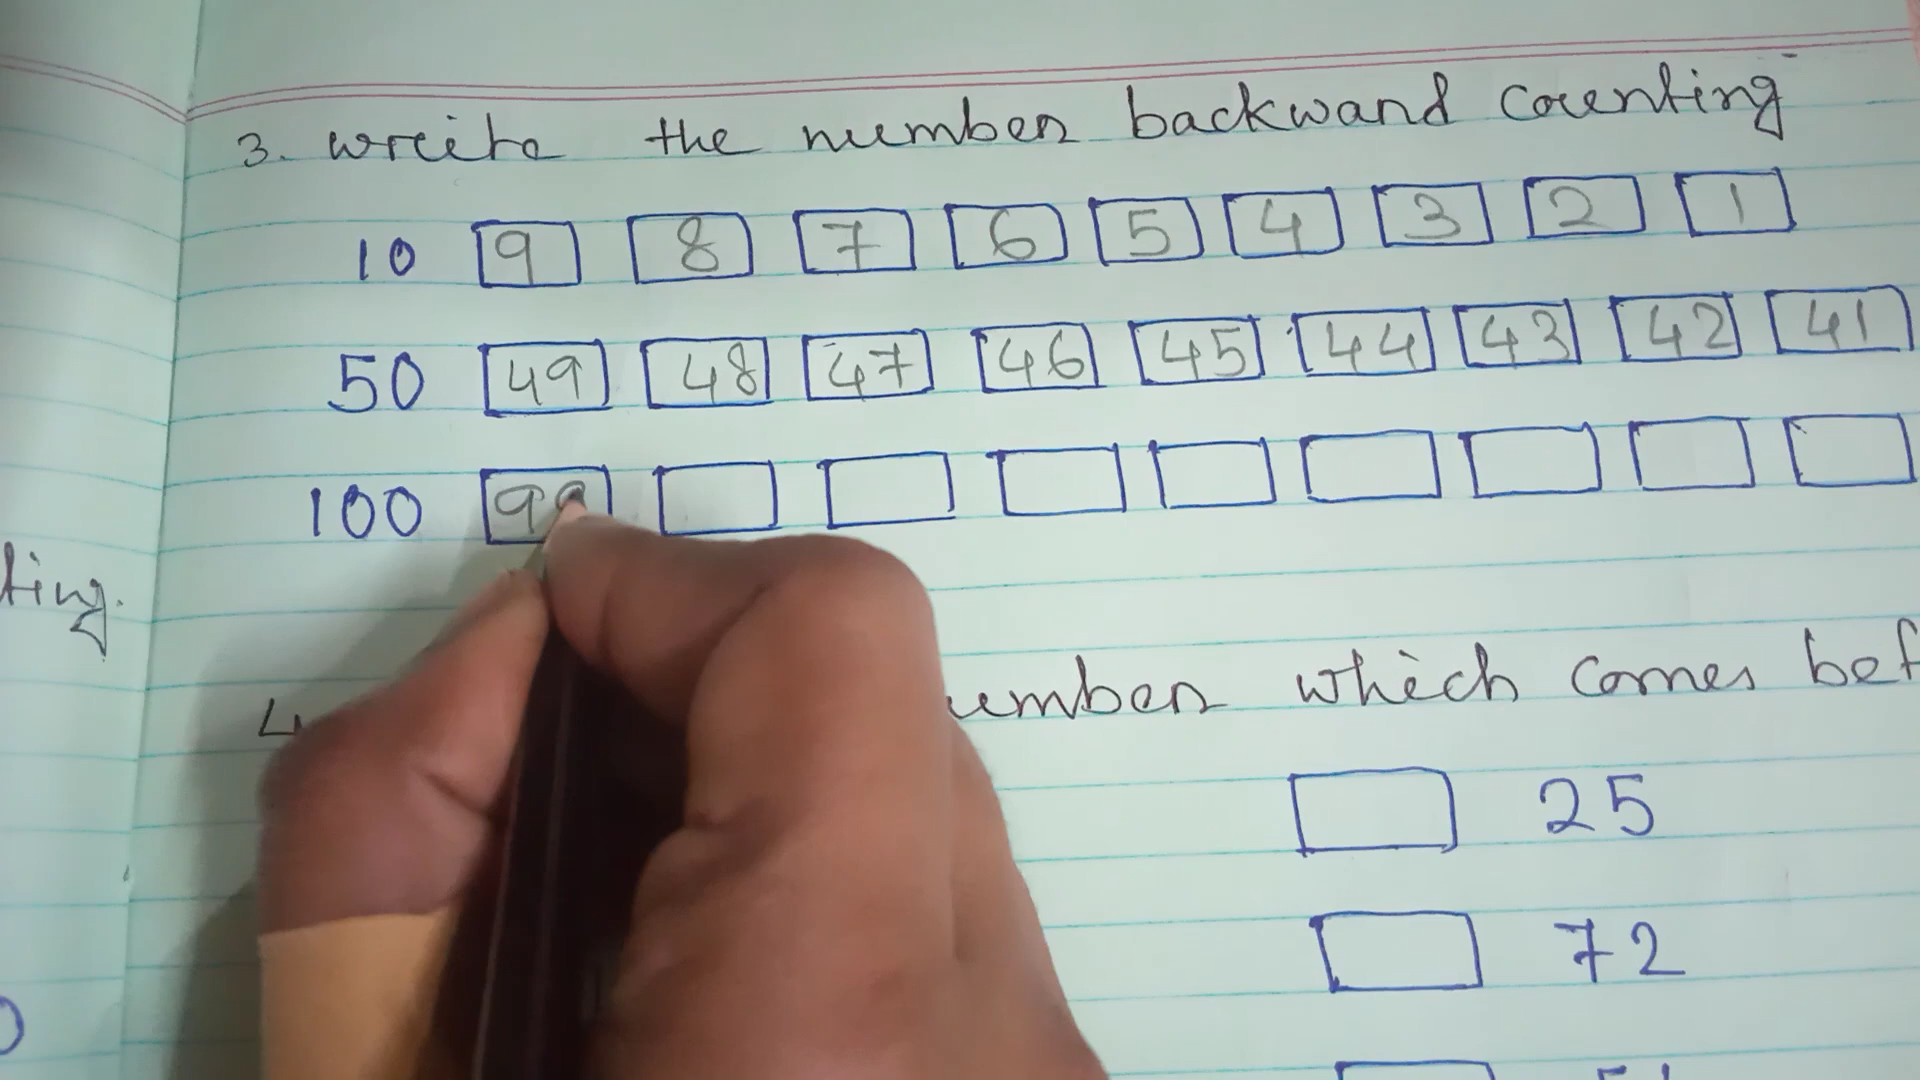 3. write the number backward counting
10 9 8 7 6 5 4 3 2 1
50 49 48 47 46 45 44 43 42 41
100 99
ting.
4 umber which comes bef
25
72